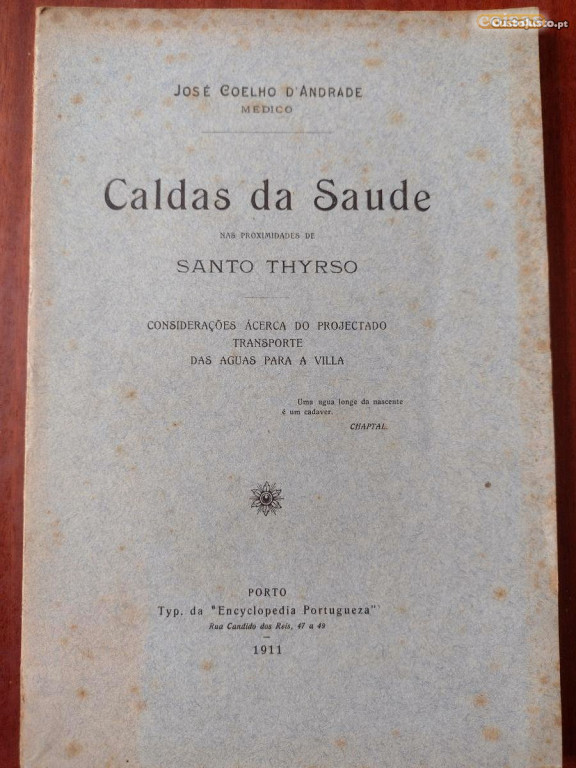 CustoJusto.pt
JOSÉ COELHO D'ANDRADE
MEDICO
Caldas da Saude
NAS PROXIMIDADES DE
SANTO THYRSO
CONSIDERAÇÕES ÁCERCA DO PROJECTADO
TRANSPORTE
DAS AGUAS PARA A VILLA
Uma agua longe da nascente
é um cadaver.
CHAPTAL.
PORTO
Typ. da "Encyclopedia Portugueza"
Rua Candido dos Reis, 47 a 49
1911